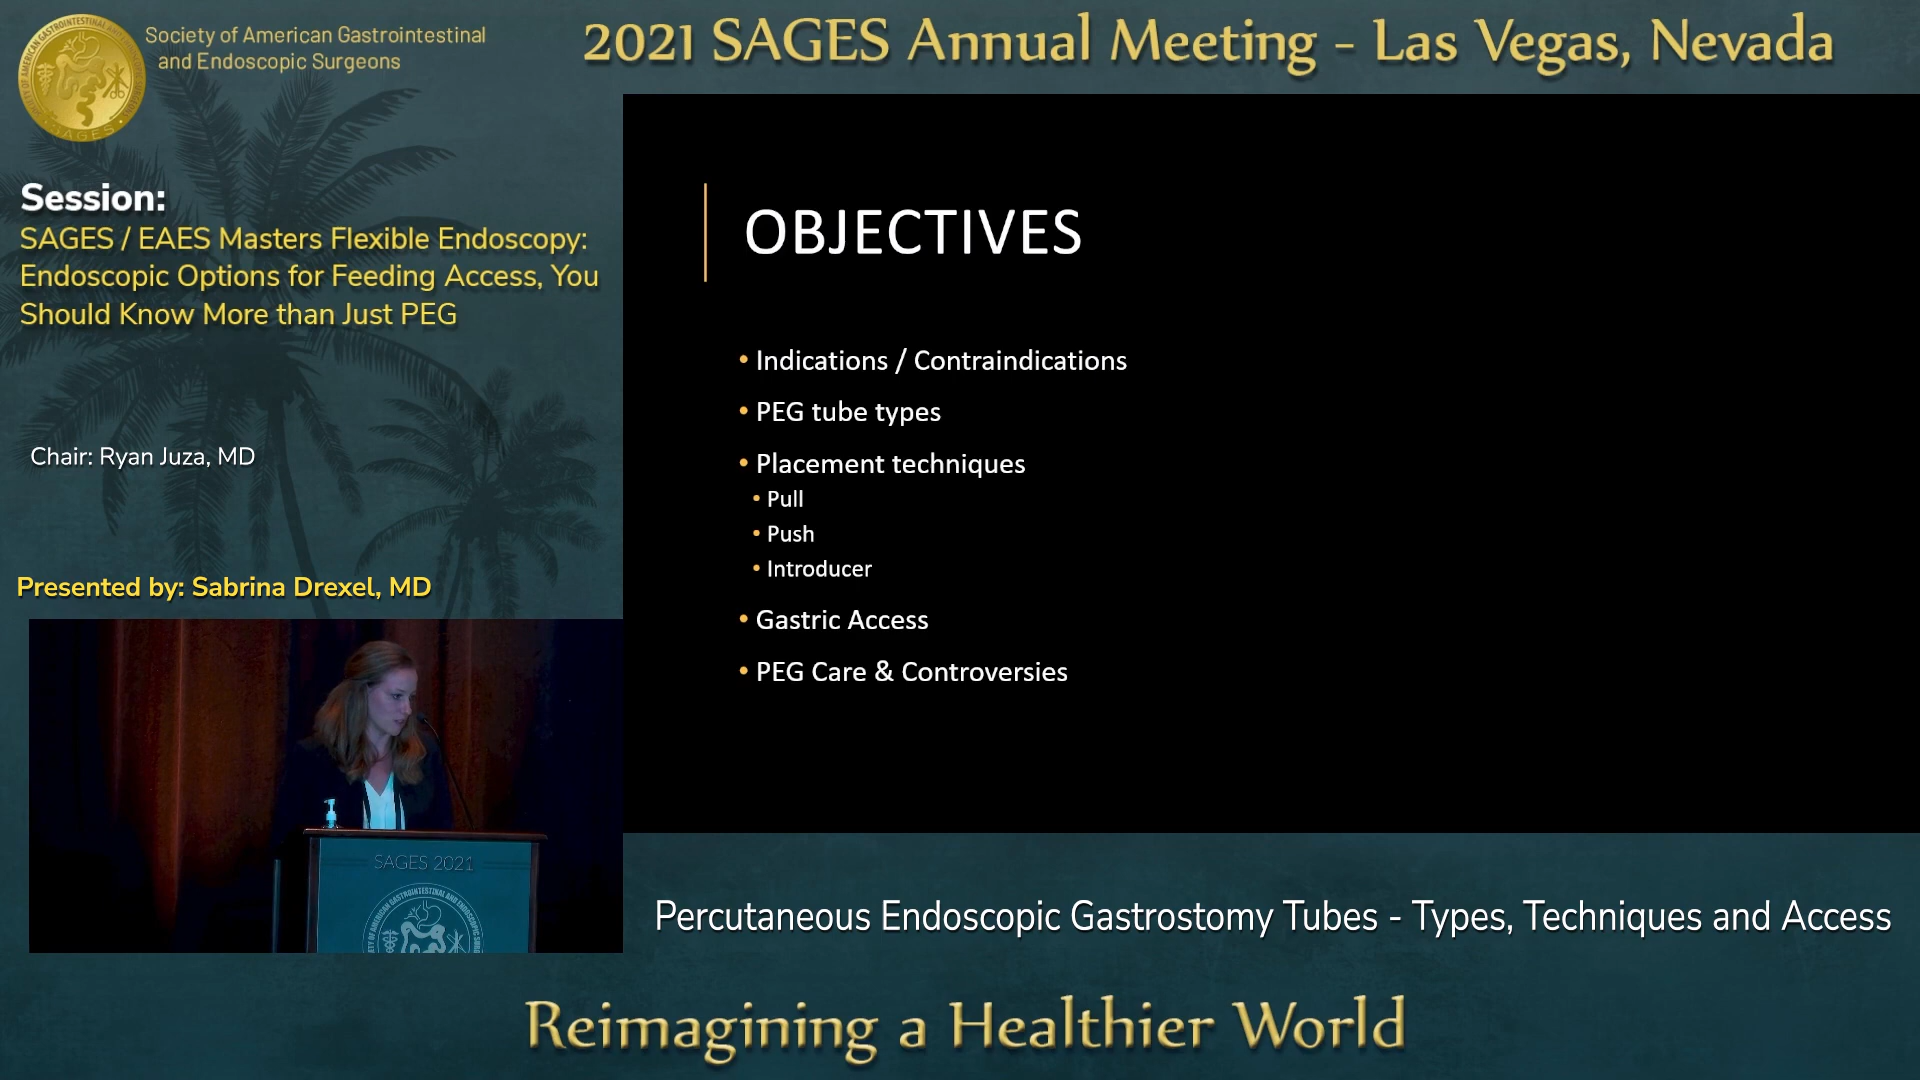 Society of American Gastrointestinal
and Endoscopic Surgeons
2021 SAGES Annual Meeting - Las Vegas, Nevada
SAGES
Session:
SAGES / EAES Masters Flexible Endoscopy:
Endoscopic Options for Feeding Access, You
Should Know More than Just PEG
Chair: Ryan Juza, MD
Presented by: Sabrina Drexel, MD
OBJECTIVES
• Indications / Contraindications
• PEG tube types
• Placement techniques
• Pull
• Push
• Introducer
• Gastric Access
• PEG Care & Controversies
SAGES 2021
Percutaneous Endoscopic Gastrostomy Tubes - Types, Techniques and Access
Reimagining a Healthier World